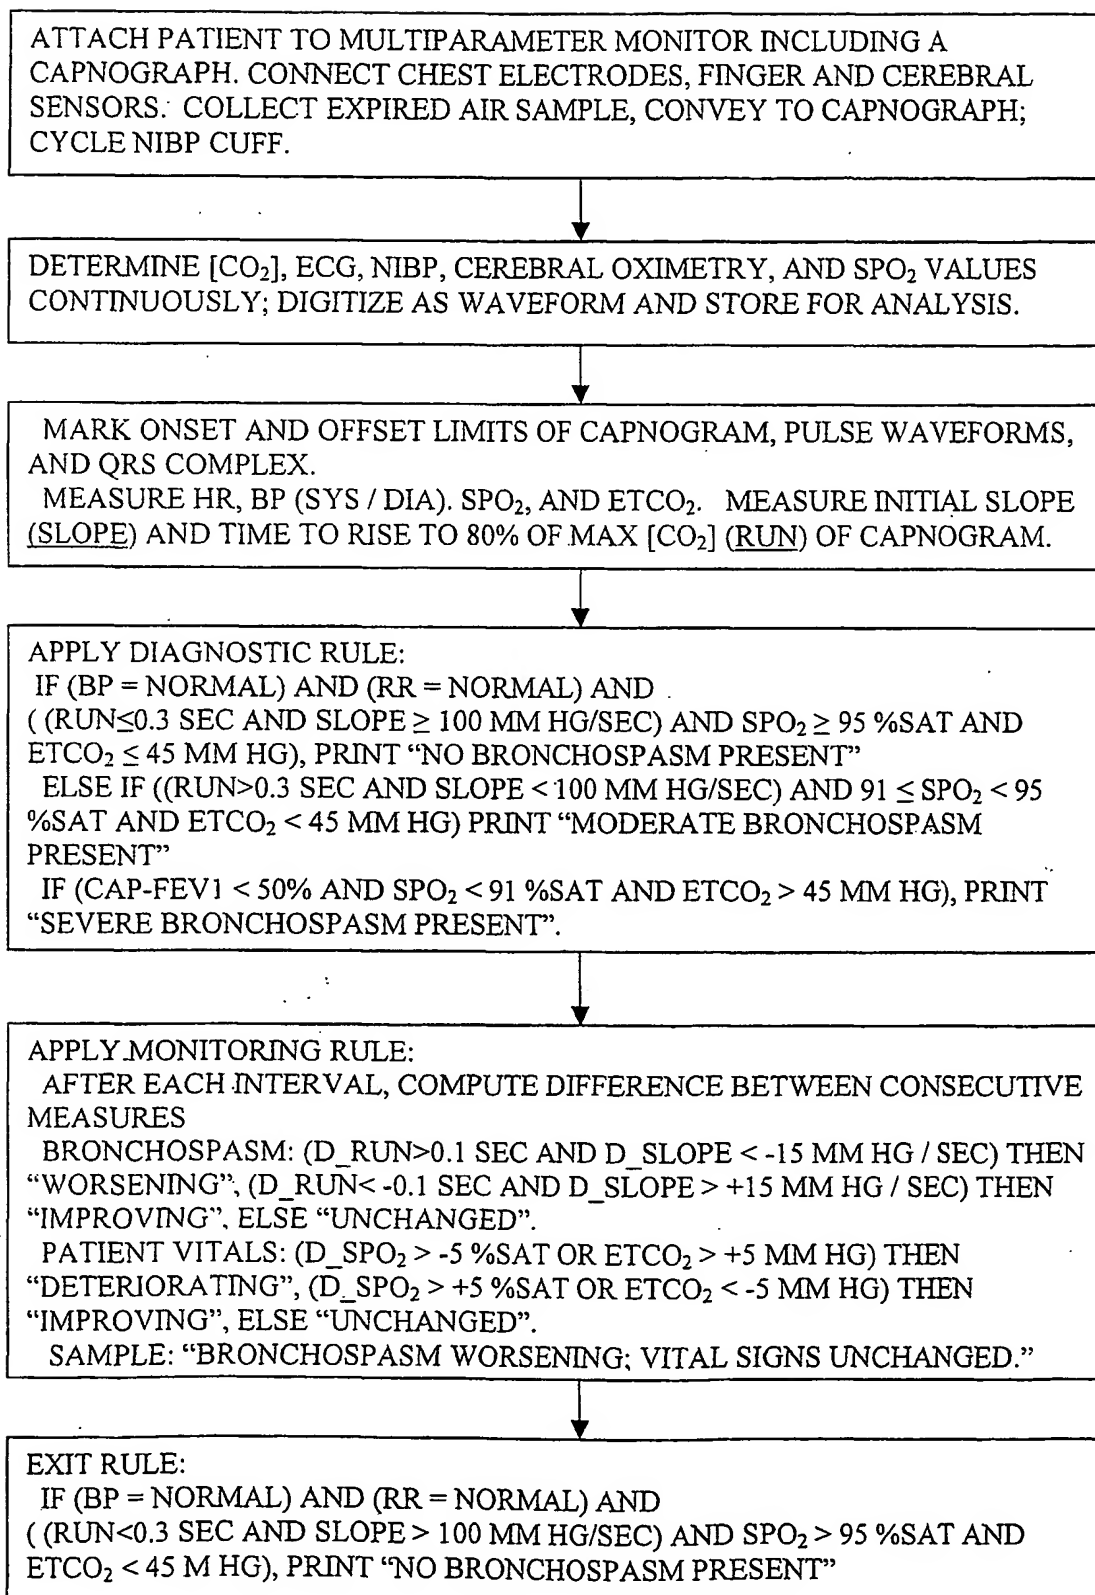 ATTACH PATIENT TO MULTIPARAMETER MONITOR INCLUDING A
CAPNOGRAPH. CONNECT CHEST ELECTRODES, FINGER AND CEREBRAL
SENSORS. COLLECT EXPIRED AIR SAMPLE, CONVEY TO CAPNOGRAPH;
CYCLE NIBP CUFF.
DETERMINE [CO₂], ECG, NIBP, CEREBRAL OXIMETRY, AND SPO₂ VALUES
CONTINUOUSLY; DIGITIZE AS WAVEFORM AND STORE FOR ANALYSIS.
MARK ONSET AND OFFSET LIMITS OF CAPNOGRAM, PULSE WAVEFORMS,
AND QRS COMPLEX.
MEASURE HR, BP (SYS / DIA). SPO₂, AND ETCO₂. MEASURE INITIAL SLOPE
(SLOPE) AND TIME TO RISE TO 80% OF MAX [CO₂] (RUN) OF CAPNOGRAM.
APPLY DIAGNOSTIC RULE:
IF (BP = NORMAL) AND (RR = NORMAL) AND
( (RUN≤0.3 SEC AND SLOPE ≥ 100 MM HG/SEC) AND SPO₂ ≥ 95 %SAT AND
ETCO₂ ≤ 45 MM HG), PRINT “NO BRONCHOSPASM PRESENT”
ELSE IF ((RUN>0.3 SEC AND SLOPE < 100 MM HG/SEC) AND 91 ≤ SPO₂ < 95
%SAT AND ETCO₂ < 45 MM HG) PRINT “MODERATE BRONCHOSPASM
PRESENT”
IF (CAP-FEV1 < 50% AND SPO₂ < 91 %SAT AND ETCO₂ > 45 MM HG), PRINT
“SEVERE BRONCHOSPASM PRESENT”.
APPLY MONITORING RULE:
AFTER EACH INTERVAL, COMPUTE DIFFERENCE BETWEEN CONSECUTIVE
MEASURES
BRONCHOSPASM: (D_RUN>0.1 SEC AND D_SLOPE < -15 MM HG / SEC) THEN
“WORSENING”, (D_RUN< -0.1 SEC AND D_SLOPE > +15 MM HG / SEC) THEN
“IMPROVING”, ELSE “UNCHANGED”.
PATIENT VITALS: (D_SPO₂ > -5 %SAT OR ETCO₂ > +5 MM HG) THEN
“DETERIORATING”, (D_SPO₂ > +5 %SAT OR ETCO₂ < -5 MM HG) THEN
“IMPROVING”, ELSE “UNCHANGED”.
SAMPLE: “BRONCHOSPASM WORSENING; VITAL SIGNS UNCHANGED.”
EXIT RULE:
IF (BP = NORMAL) AND (RR = NORMAL) AND
( (RUN<0.3 SEC AND SLOPE > 100 MM HG/SEC) AND SPO₂ > 95 %SAT AND
ETCO₂ < 45 M HG), PRINT “NO BRONCHOSPASM PRESENT”